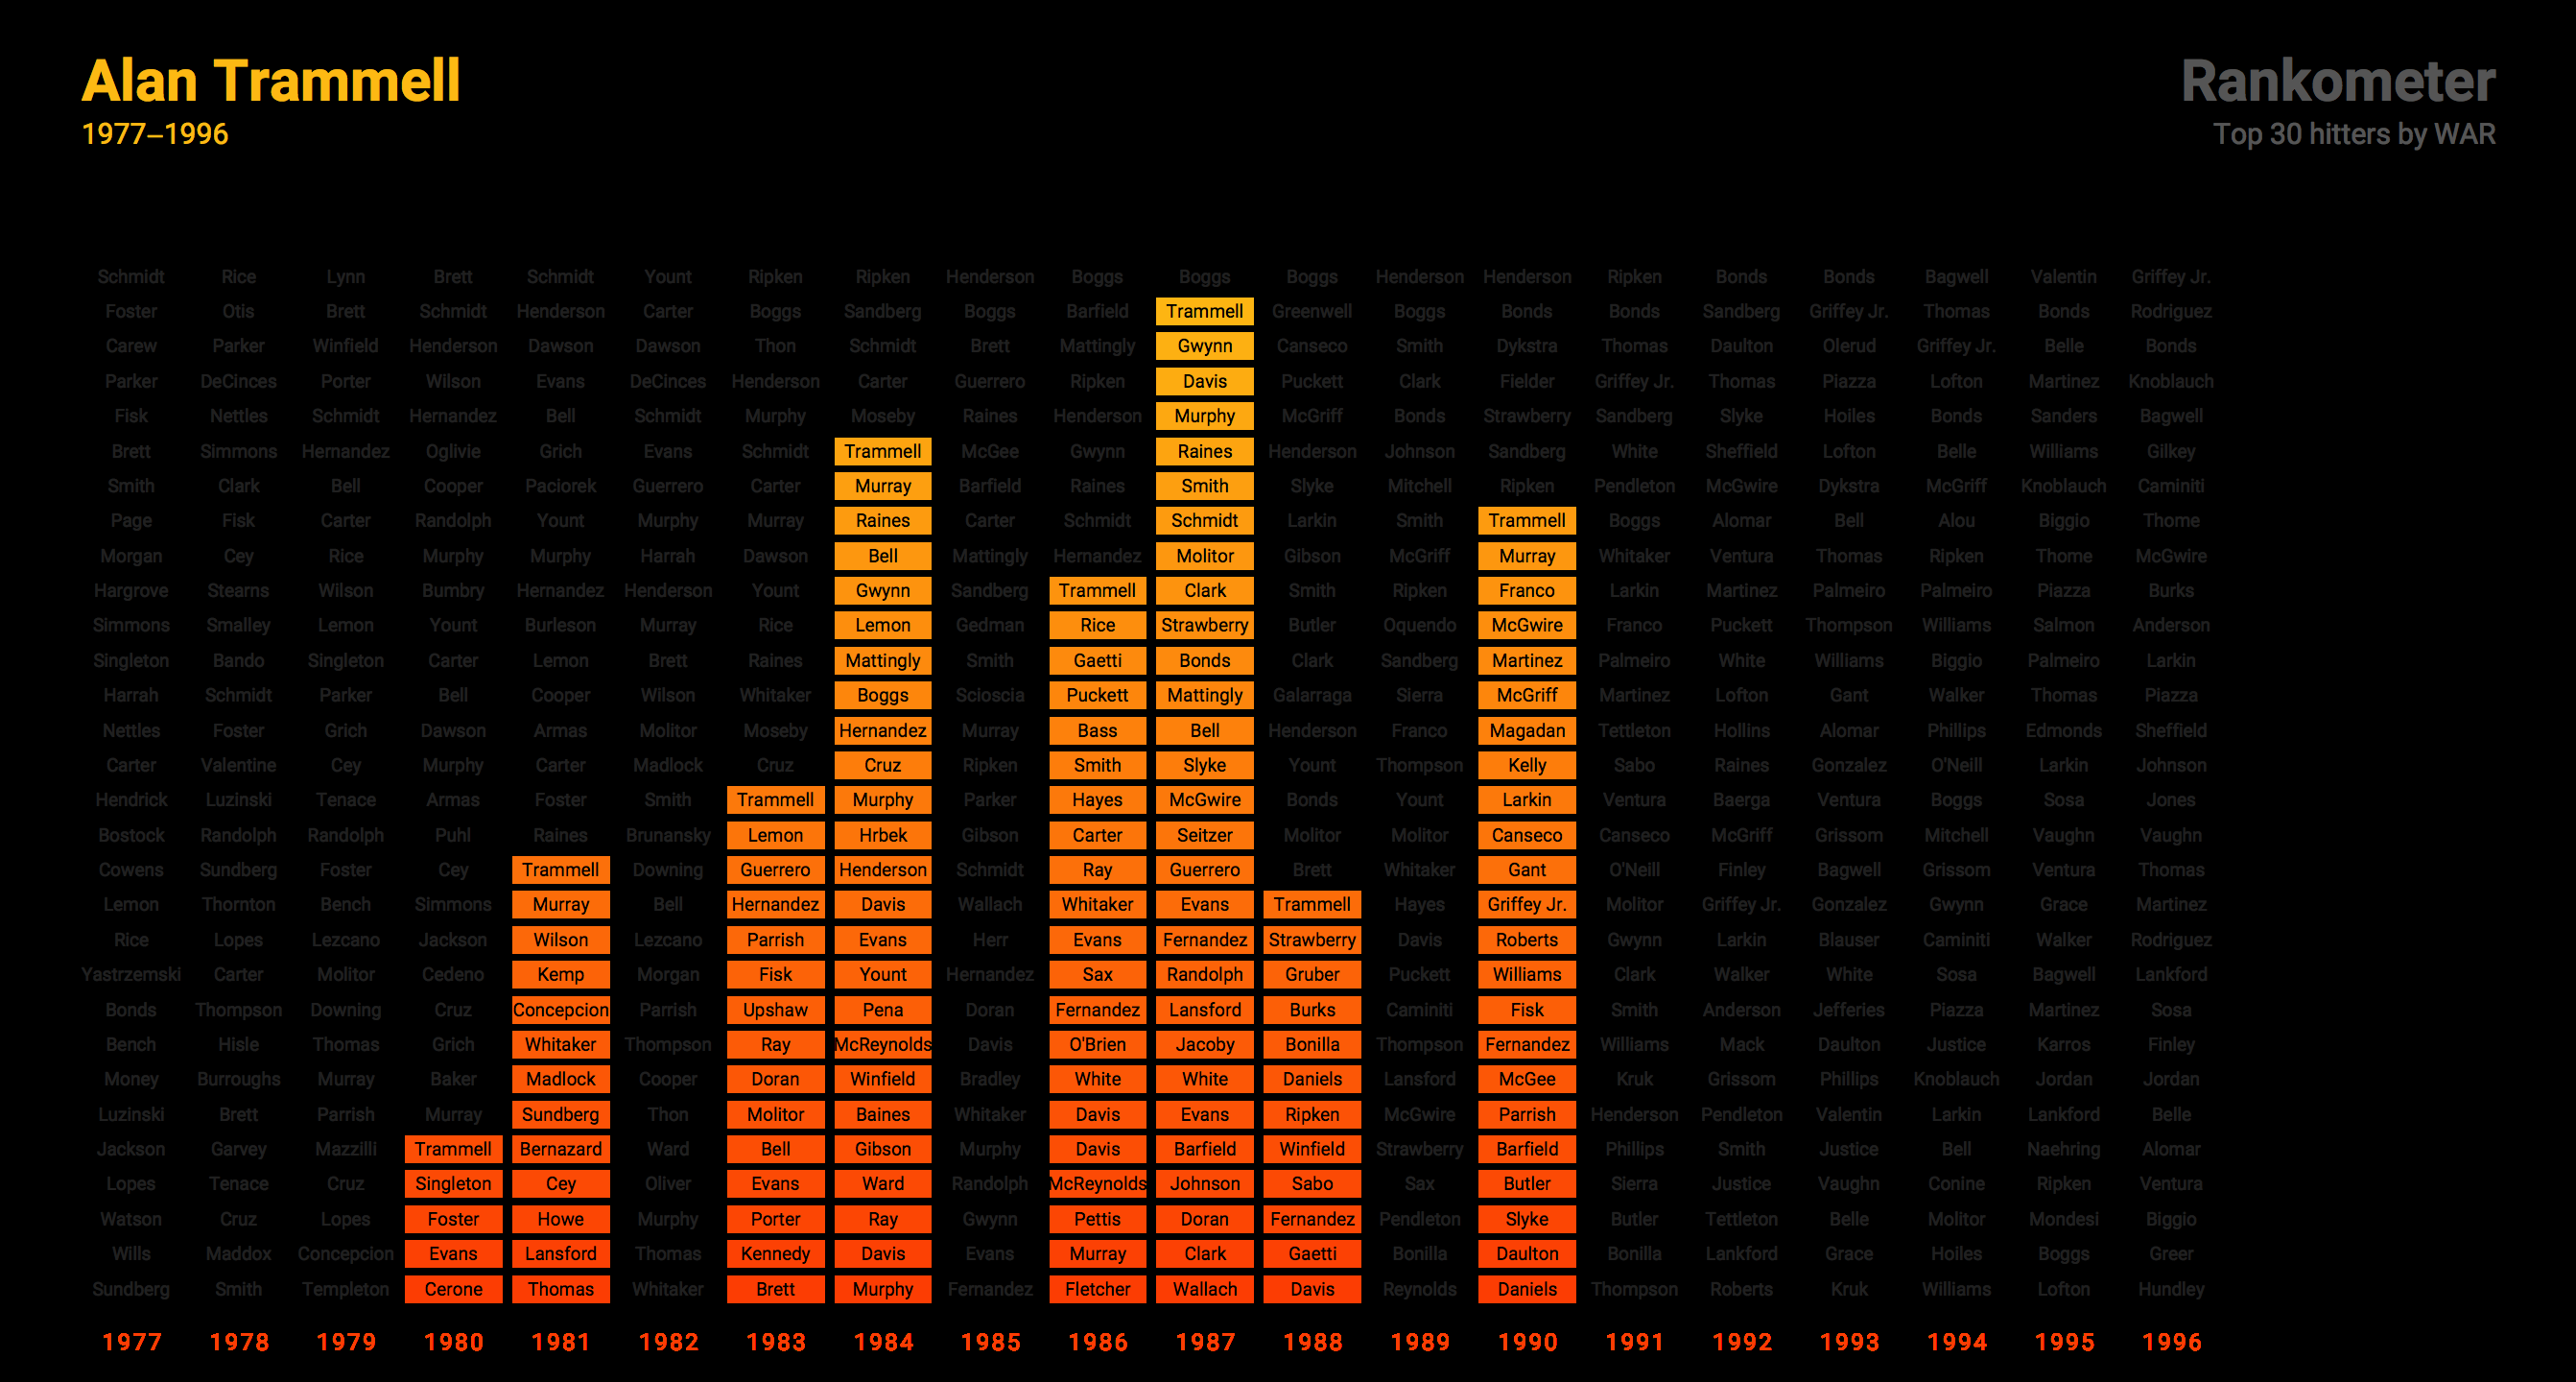 Alan Trammell
1977–1996
Rankometer
Top 30 hitters by WAR
Schmidt Rice Lynn Brett Schmidt Yount Ripken Ripken Henderson Boggs Boggs Boggs Henderson Henderson Ripken Bonds Bonds Bagwell Valentin Griffey Jr.
Foster Otis Brett Schmidt Henderson Carter Boggs Sandberg Boggs Barfield Trammell Greenwell Boggs Bonds Bonds Sandberg Griffey Jr. Thomas Bonds Rodriguez
Carew Parker Winfield Henderson Dawson Dawson Thon Schmidt Brett Mattingly Gwynn Canseco Smith Dykstra Thomas Daulton Olerud Griffey Jr. Belle Bonds
Parker DeCinces Porter Wilson Evans DeCinces Henderson Carter Guerrero Ripken Davis Puckett Clark Fielder Griffey Jr. Thomas Piazza Lofton Martinez Knoblauch
Fisk Nettles Schmidt Hernandez Bell Schmidt Murphy Moseby Raines Henderson Murphy McGriff Bonds Strawberry Sandberg Slyke Hoiles Bonds Sanders Bagwell
Brett Simmons Hernandez Oglivie Grich Evans Schmidt Trammell McGee Gwynn Raines Henderson Johnson Sandberg White Sheffield Lofton Belle Williams Gilkey
Smith Clark Bell Cooper Paciorek Guerrero Carter Murray Barfield Raines Smith Slyke Mitchell Ripken Pendleton McGwire Dykstra McGriff Knoblauch Caminiti
Page Fisk Carter Randolph Yount Murphy Murray Raines Carter Schmidt Schmidt Larkin Smith Trammell Boggs Alomar Bell Alou Biggio Thome
Morgan Cey Rice Murphy Murphy Harrah Dawson Bell Mattingly Hernandez Molitor Gibson McGriff Murray Whitaker Ventura Thomas Ripken Thome McGwire
Hargrove Stearns Wilson Bumbry Hernandez Henderson Yount Gwynn Sandberg Trammell Clark Smith Ripken Franco Larkin Martinez Palmeiro Palmeiro Piazza Burks
Simmons Smalley Lemon Yount Burleson Murray Rice Lemon Gedman Rice Strawberry Butler Oquendo McGwire Franco Puckett Thompson Williams Salmon Anderson
Singleton Bando Singleton Carter Lemon Brett Raines Mattingly Smith Gaetti Bonds Clark Sandberg Martinez Palmeiro White Williams Biggio Palmeiro Larkin
Harrah Schmidt Parker Bell Cooper Wilson Whitaker Boggs Scioscia Puckett Mattingly Galarraga Sierra McGriff Martinez Lofton Gant Walker Thomas Piazza
Nettles Foster Grich Dawson Armas Molitor Moseby Hernandez Murray Bass Bell Henderson Franco Magadan Tettleton Hollins Alomar Phillips Edmonds Sheffield
Carter Valentine Cey Murphy Carter Madlock Cruz Cruz Ripken Smith Slyke Yount Thompson Kelly Sabo Raines Gonzalez O'Neill Larkin Johnson
Hendrick Luzinski Tenace Armas Foster Smith Trammell Murphy Parker Hayes McGwire Bonds Yount Larkin Ventura Baerga Ventura Boggs Sosa Jones
Bostock Randolph Randolph Puhl Raines Brunansky Lemon Hrbek Gibson Carter Seitzer Molitor Molitor Canseco Canseco McGriff Grissom Mitchell Vaughn Vaughn
Cowens Sundberg Foster Cey Trammell Downing Guerrero Henderson Schmidt Ray Guerrero Brett Whitaker Gant O'Neill Finley Bagwell Grissom Ventura Thomas
Lemon Thornton Bench Simmons Murray Bell Hernandez Davis Wallach Whitaker Evans Trammell Hayes Griffey Jr. Molitor Griffey Jr. Gonzalez Gwynn Grace Martinez
Rice Lopes Lezcano Jackson Wilson Lezcano Parrish Evans Herr Evans Fernandez Strawberry Davis Roberts Gwynn Larkin Blauser Caminiti Walker Rodriguez
Yastrzemski Carter Molitor Cedeno Kemp Morgan Fisk Yount Hernandez Sax Randolph Gruber Puckett Williams Clark Walker White Sosa Bagwell Lankford
Bonds Thompson Downing Cruz Concepcion Parrish Upshaw Pena Doran Fernandez Lansford Burks Caminiti Fisk Smith Anderson Jefferies Piazza Martinez Sosa
Bench Hisle Thomas Grich Whitaker Thompson Ray McReynolds Davis O'Brien Jacoby Bonilla Thompson Fernandez Williams Mack Daulton Justice Karros Finley
Money Burroughs Murray Baker Madlock Cooper Doran Winfield Bradley White White Daniels Lansford McGee Kruk Grissom Phillips Knoblauch Jordan Jordan
Luzinski Brett Parrish Murray Sundberg Thon Molitor Baines Whitaker Davis Evans Ripken McGwire Parrish Henderson Pendleton Valentin Larkin Lankford Belle
Jackson Garvey Mazzilli Trammell Bernazard Ward Bell Gibson Murphy Davis Barfield Winfield Strawberry Barfield Phillips Smith Justice Bell Naehring Alomar
Lopes Tenace Cruz Singleton Cey Oliver Evans Ward Randolph McReynolds Johnson Sabo Sax Butler Sierra Justice Vaughn Conine Ripken Ventura
Watson Cruz Lopes Foster Howe Murphy Porter Ray Gwynn Pettis Doran Fernandez Pendleton Slyke Butler Tettleton Belle Molitor Mondesi Biggio
Wills Maddox Concepcion Evans Lansford Thomas Kennedy Davis Evans Murray Clark Gaetti Bonilla Daulton Bonilla Lankford Grace Hoiles Boggs Greer
Sundberg Smith Templeton Cerone Thomas Whitaker Brett Murphy Fernandez Fletcher Wallach Davis Reynolds Daniels Thompson Roberts Kruk Williams Lofton Hundley
1977 1978 1979 1980 1981 1982 1983 1984 1985 1986 1987 1988 1989 1990 1991 1992 1993 1994 1995 1996